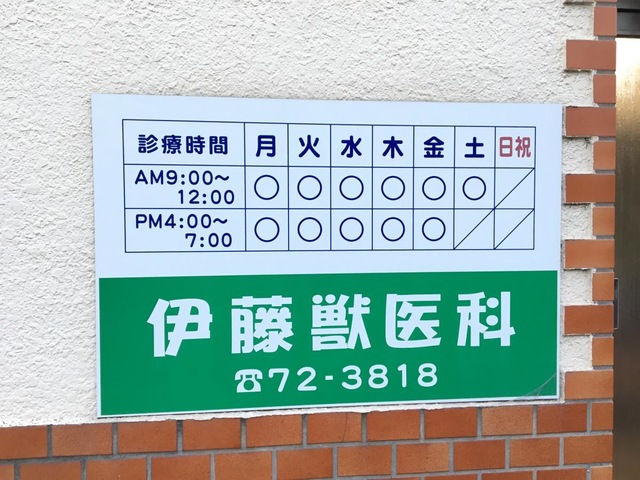 診療時間 月 火 水 木 金 土 日祝
AM9:00〜 ○ ○ ○ ○ ○ ○ ／
12:00
PM4:00〜 ○ ○ ○ ○ ○ ／ ／
7:00
伊藤獣医科
☎72-3818